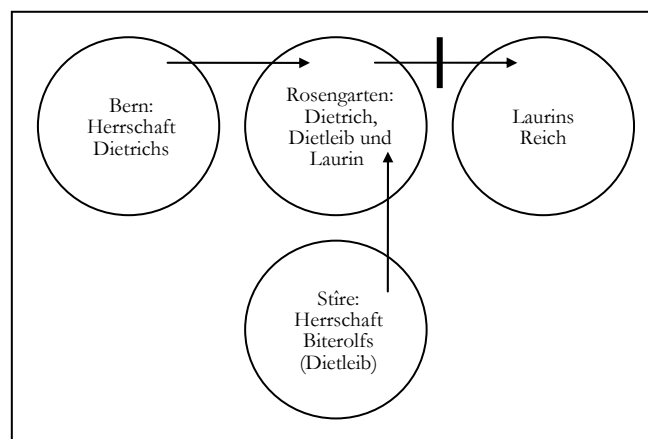 Bern:
Herrschaft
Dietrichs
Rosengarten:
Dietrich,
Dietleib und
Laurin
Laurins
Reich
Stîre:
Herrschaft
Biterolfs
(Dietleib)